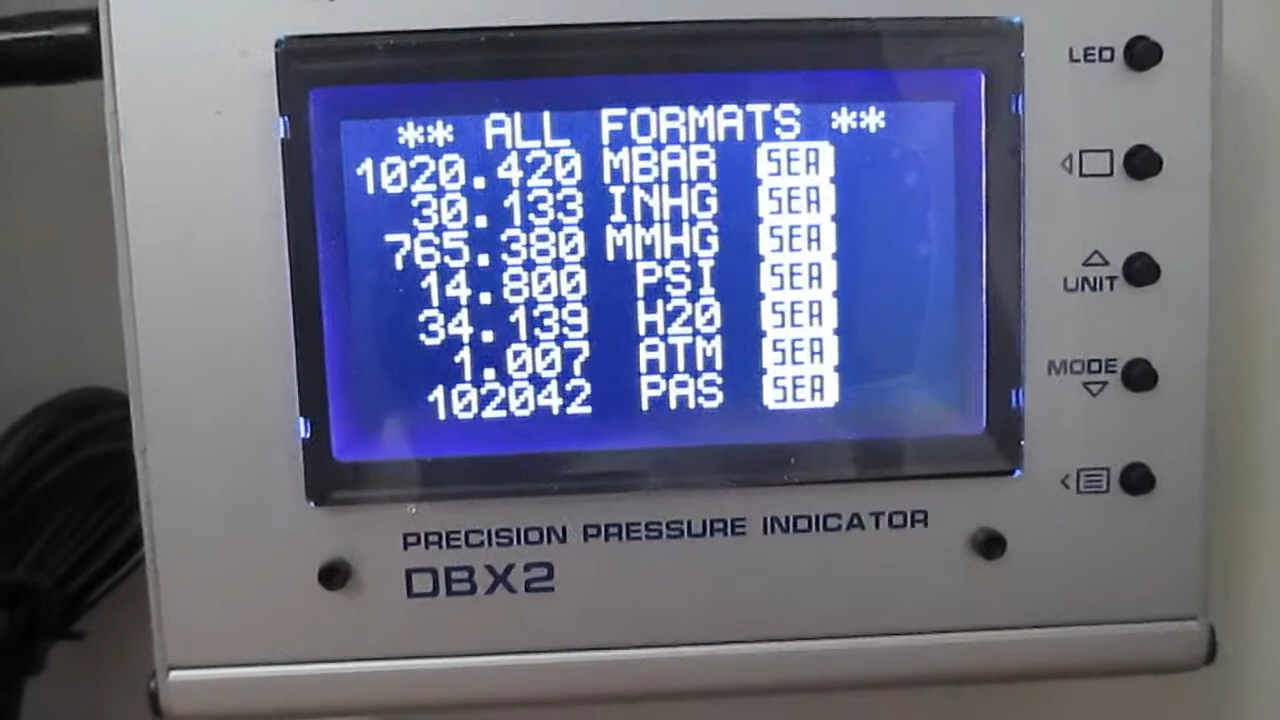 ** ALL FORMATS **
1020.420 MBAR SEA
30.133 INHG SEA
765.380 MMHG SEA
14.800 PSI SEA
34.139 H20 SEA
1.007 ATM SEA
102042 PAS SEA
LED
UNIT
MODE
PRECISION PRESSURE INDICATOR
DBX2